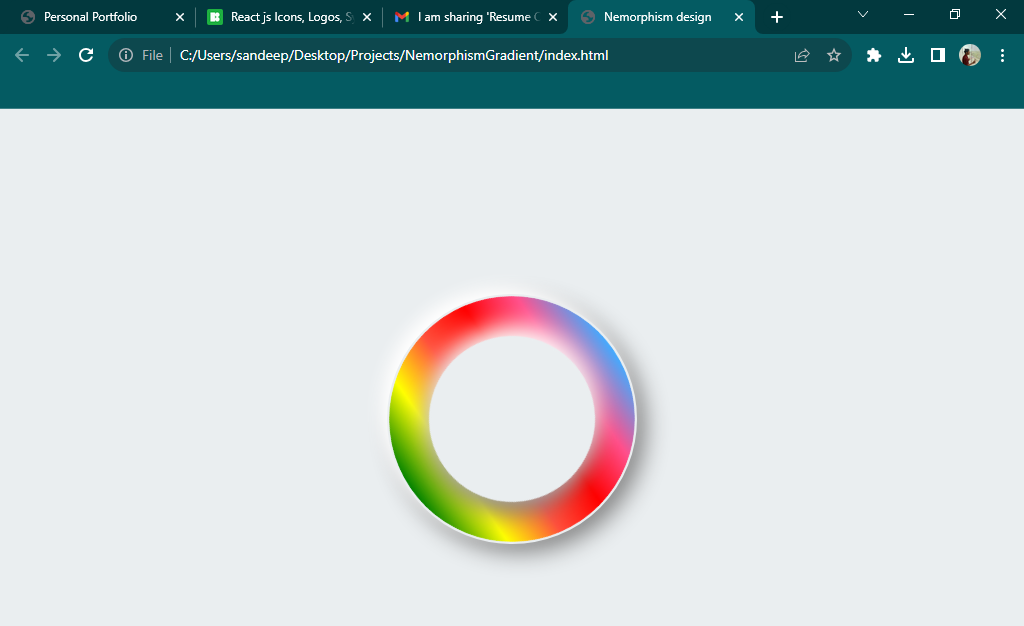 Personal Portfolio
React js Icons, Logos, S
I am sharing 'Resume
Nemorphism design
File
C:/Users/sandeep/Desktop/Projects/NemorphismGradient/index.html